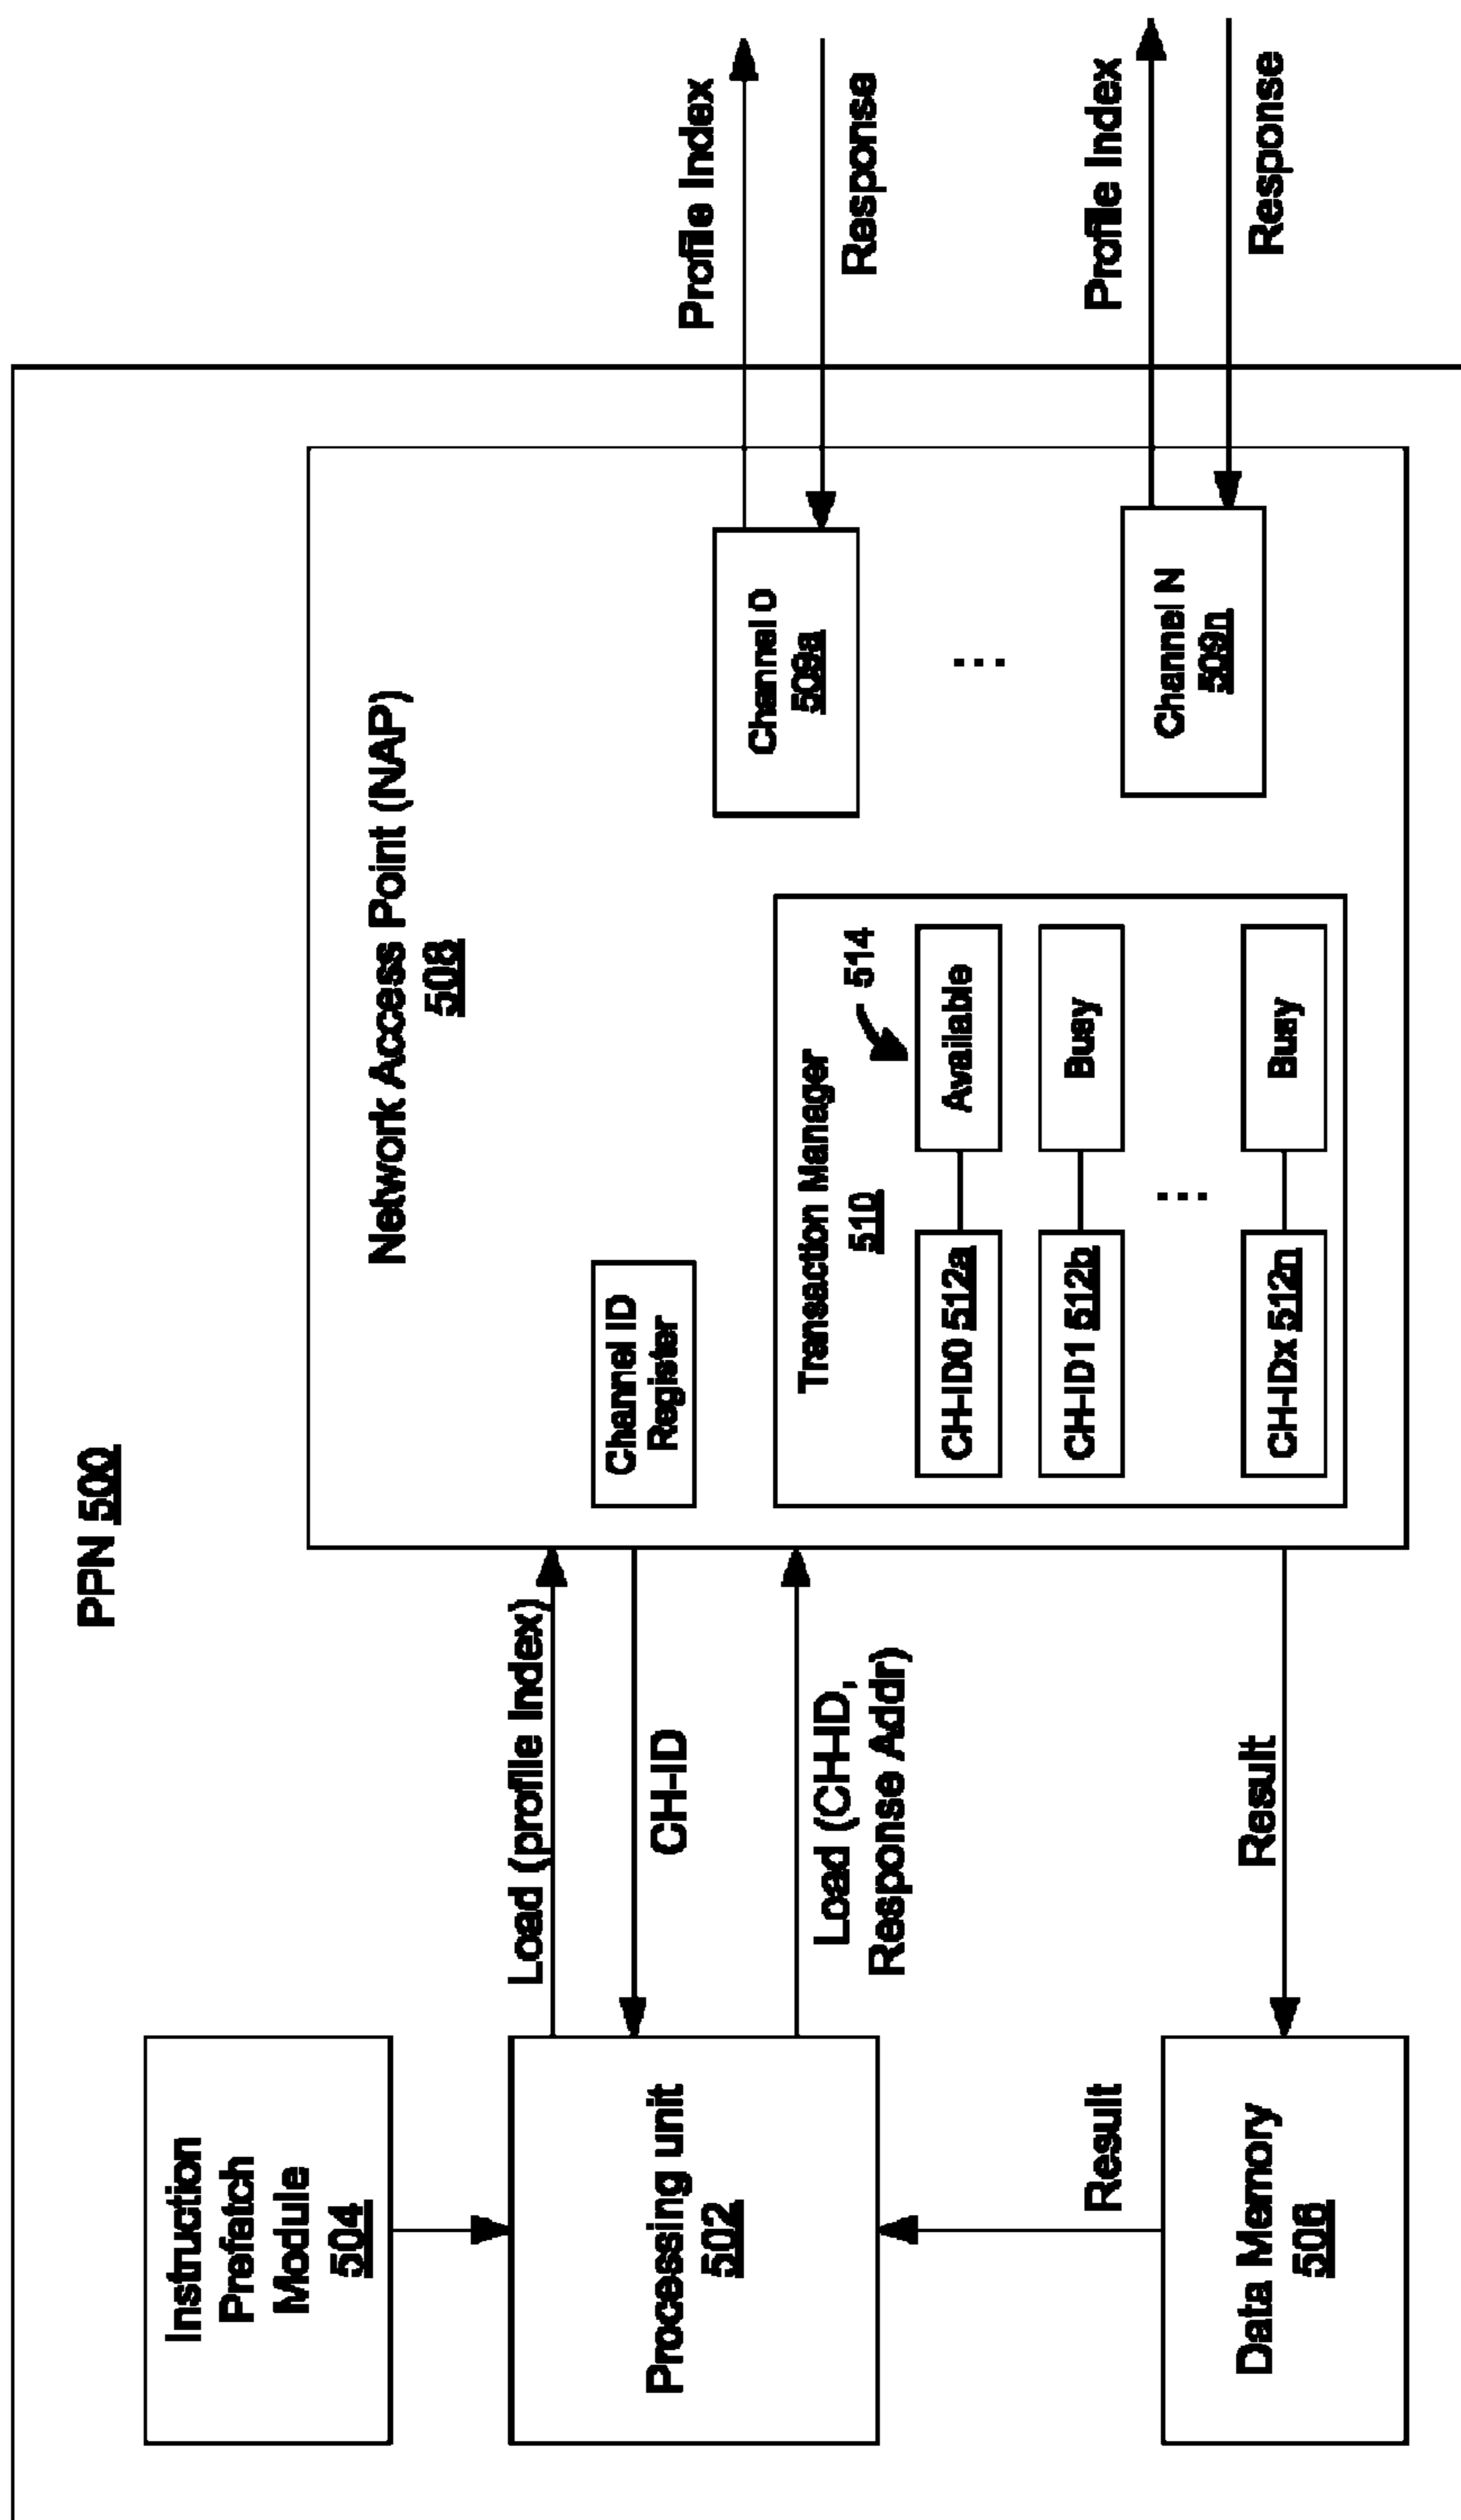 PPN 500
Instruction
Prefetch
Module
504
Load (profile Index)
Processing unit
502
CH-ID
Load (CH-ID,
Response Addr)
Result
Data Memory
506
Result
Network Access Point (NAP)
508
Channel ID
Register
Transaction Manager
510
514
CH-ID0 512a
Available
CH-ID1 512b
Busy
...
CH-IDx 512n
Busy
Channel 0
508a
...
Channel N
508n
Profile Index
Response
Profile Index
Response